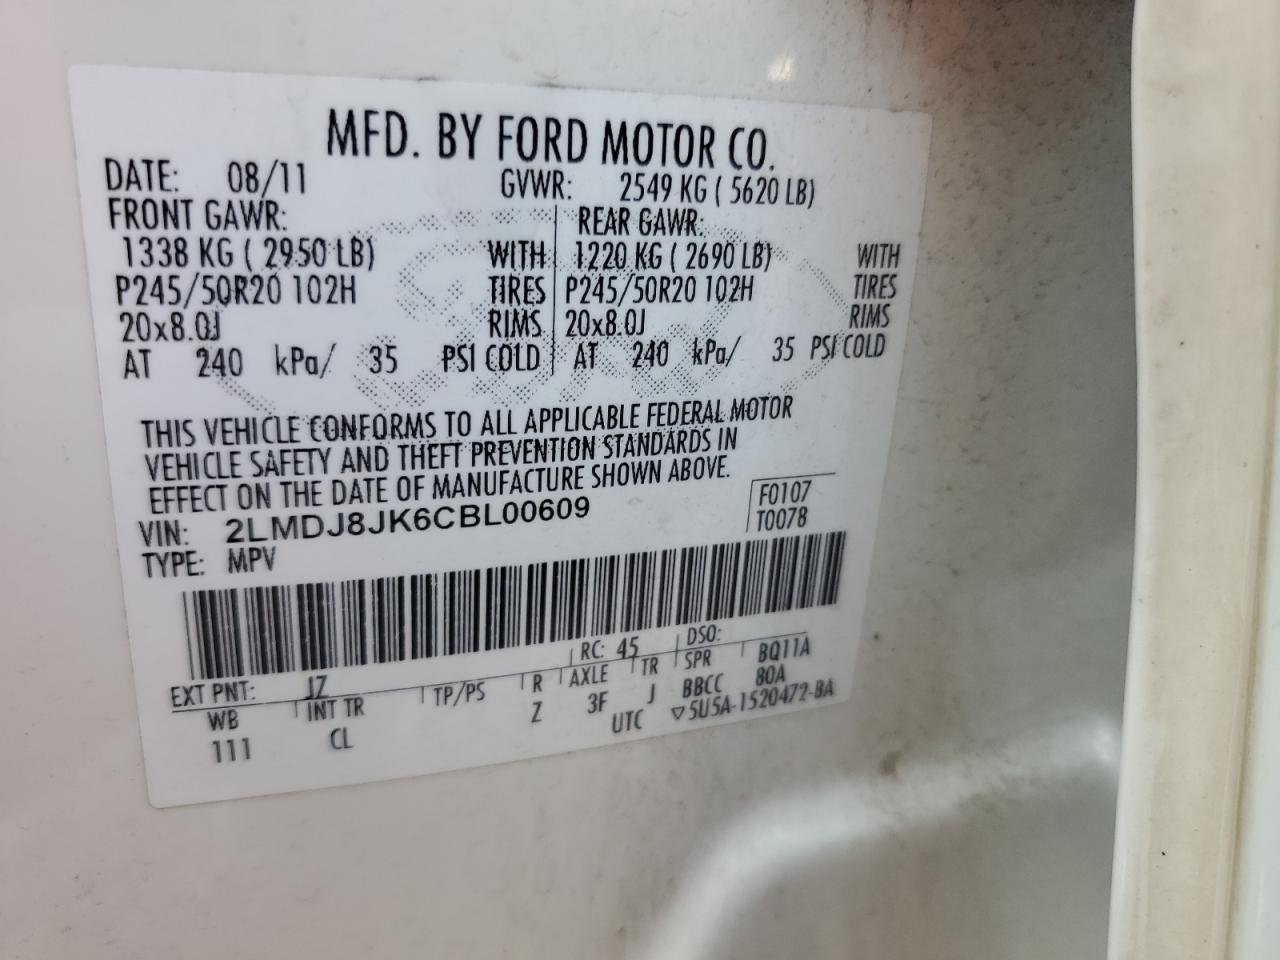 MFD. BY FORD MOTOR CO.
DATE: 08/11 GVWR: 2549 KG ( 5620 LB)
FRONT GAWR: REAR GAWR:
1338 KG ( 2950 LB) WITH 1220 KG ( 2690 LB) WITH
P245/50R20 102H TIRES P245/50R20 102H TIRES
20x8.0J RIMS 20x8.0J RIMS
AT 240 kPa/ 35 PSI COLD AT 240 kPa/ 35 PSI COLD
THIS VEHICLE CONFORMS TO ALL APPLICABLE FEDERAL MOTOR
VEHICLE SAFETY AND THEFT PREVENTION STANDARDS IN
EFFECT ON THE DATE OF MANUFACTURE SHOWN ABOVE.
VIN: 2LMDJ8JK6CBL00609 F0107
TYPE: MPV T0078
EXT PNT: JZ RC: 45 DSO:
WB INT TR TP/PS R AXLE TR SPR BQ11A
111 CL Z 3F J BBCC 80A
UTC ▽5U5A-1520472-BA